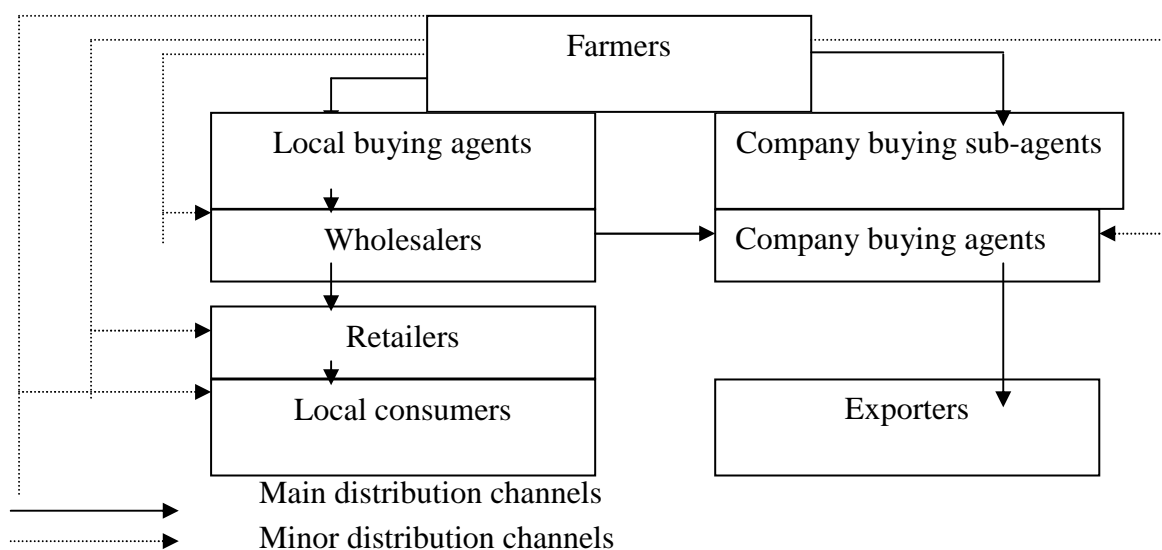 Farmers
Local buying agents
Company buying sub-agents
Wholesalers
Company buying agents
Retailers
Local consumers
Exporters
Main distribution channels
Minor distribution channels